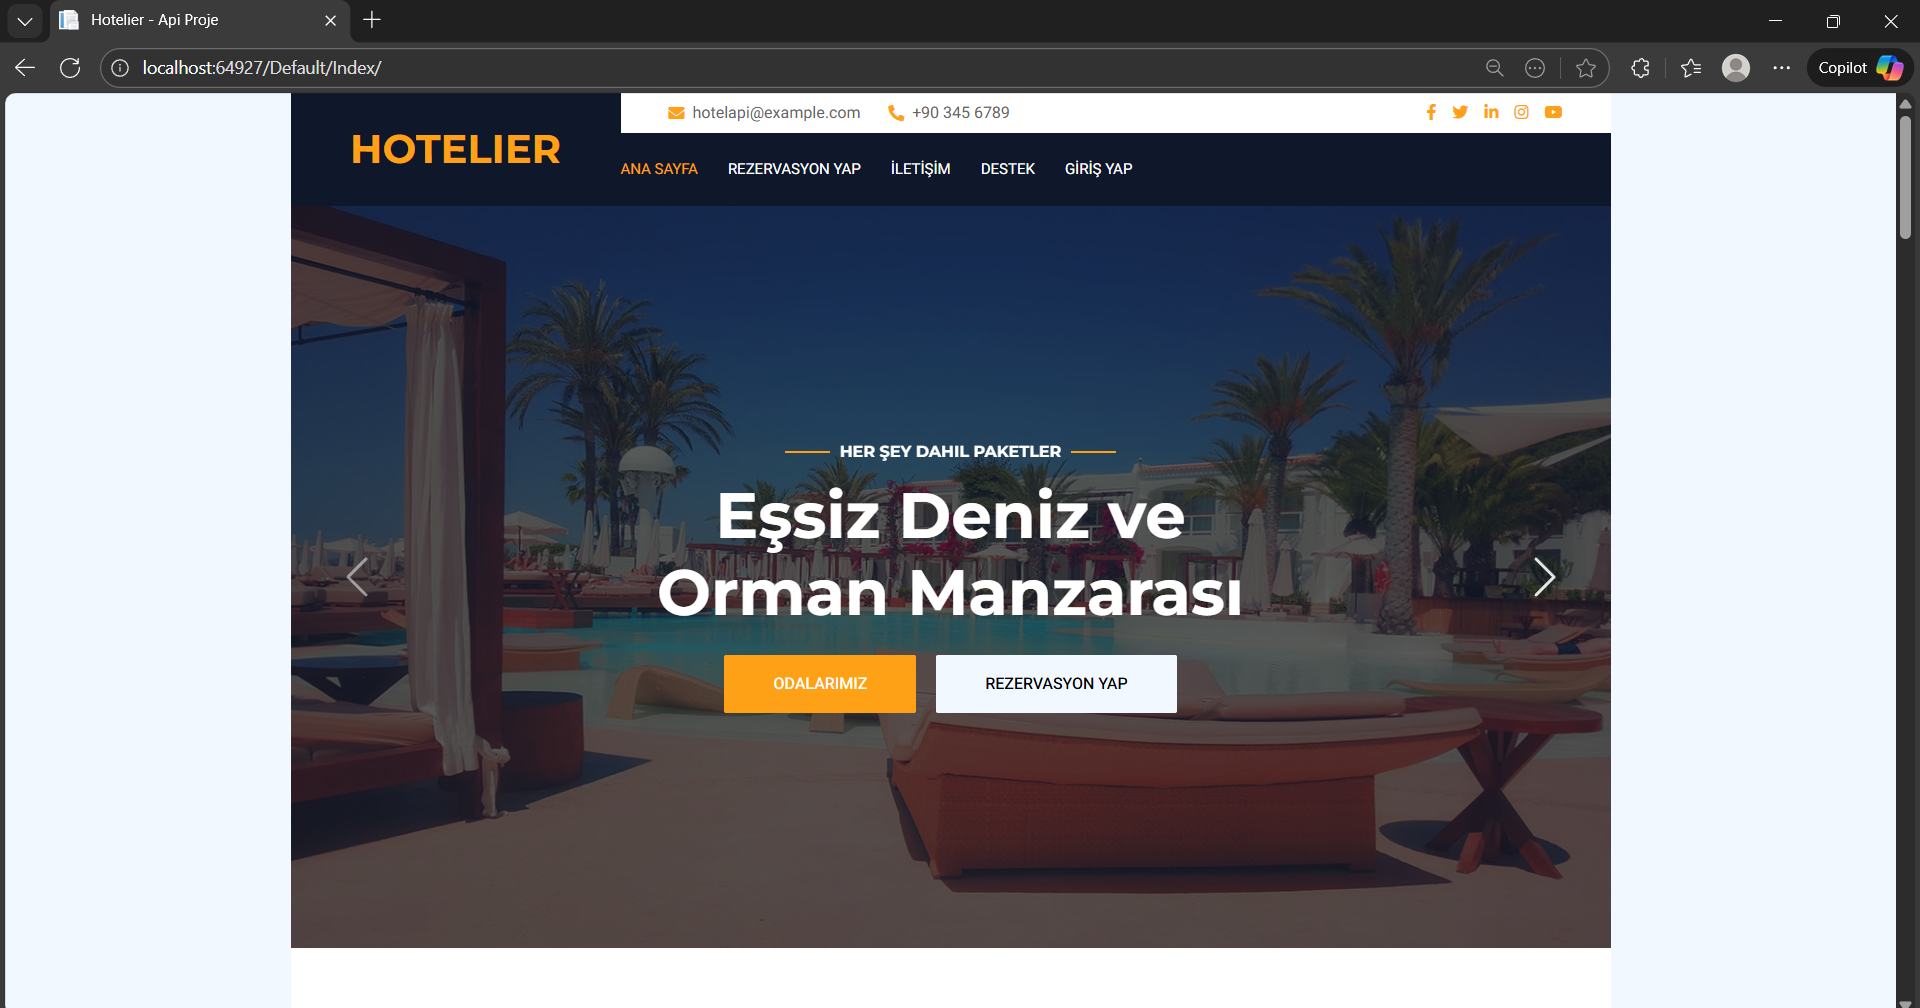 Hotelier - Api Proje
localhost:64927/Default/Index/
Copilot
hotelapi@example.com +90 345 6789
HOTELIER
ANA SAYFA REZERVASYON YAP İLETİŞİM DESTEK GİRİŞ YAP
HER ŞEY DAHIL PAKETLER
Eşsiz Deniz ve
Orman Manzarası
ODALARIMIZ REZERVASYON YAP